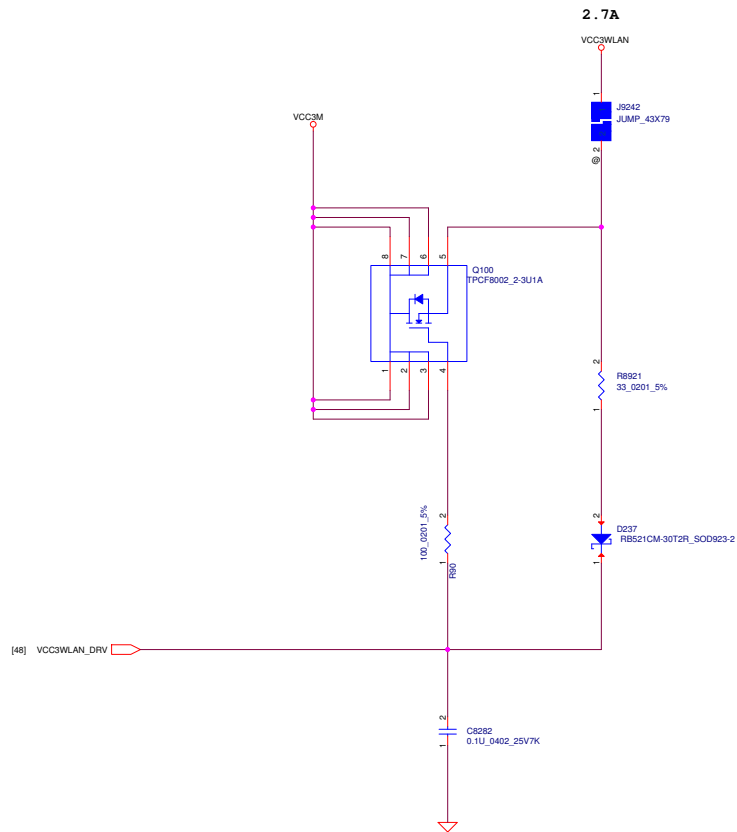 2.7A
VCC3WLAN
1
J9242
JUMP_43X79
2
@
VCC3M
8
7
6
5
Q100
TPCF8002_2-3U1A
1
2
3
4
2
R8921
33_0201_5%
1
2
100_0201_5%
1
R90
2
D237
RB521CM-30T2R_SOD923-2
1
[48] VCC3WLAN_DRV
2
C8282
0.1U_0402_25V7K
1